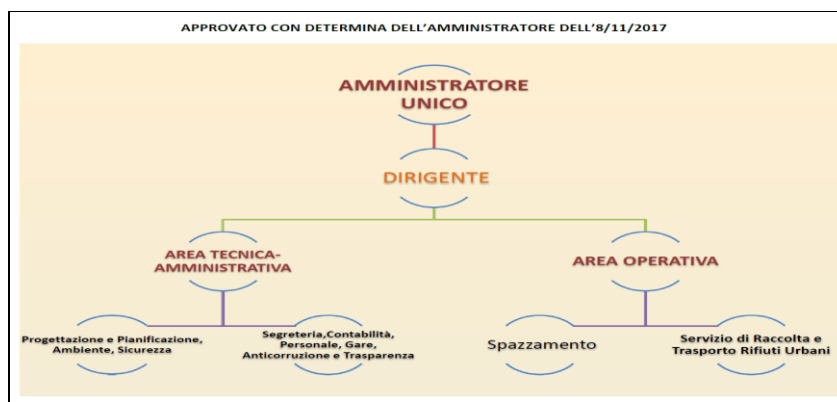 APPROVATO CON DETERMINA DELL'AMMINISTRATORE DELL'8/11/2017
AMMINISTRATORE
UNICO
DIRIGENTE
AREA TECNICA-
AMMINISTRATIVA
AREA OPERATIVA
Progettazione e Pianificazione,
Ambiente, Sicurezza
Segreteria,Contabilità,
Personale, Gare,
Anticorruzione e Trasparenza
Spazzamento
Servizio di Raccolta e
Trasporto Rifiuti Urbani